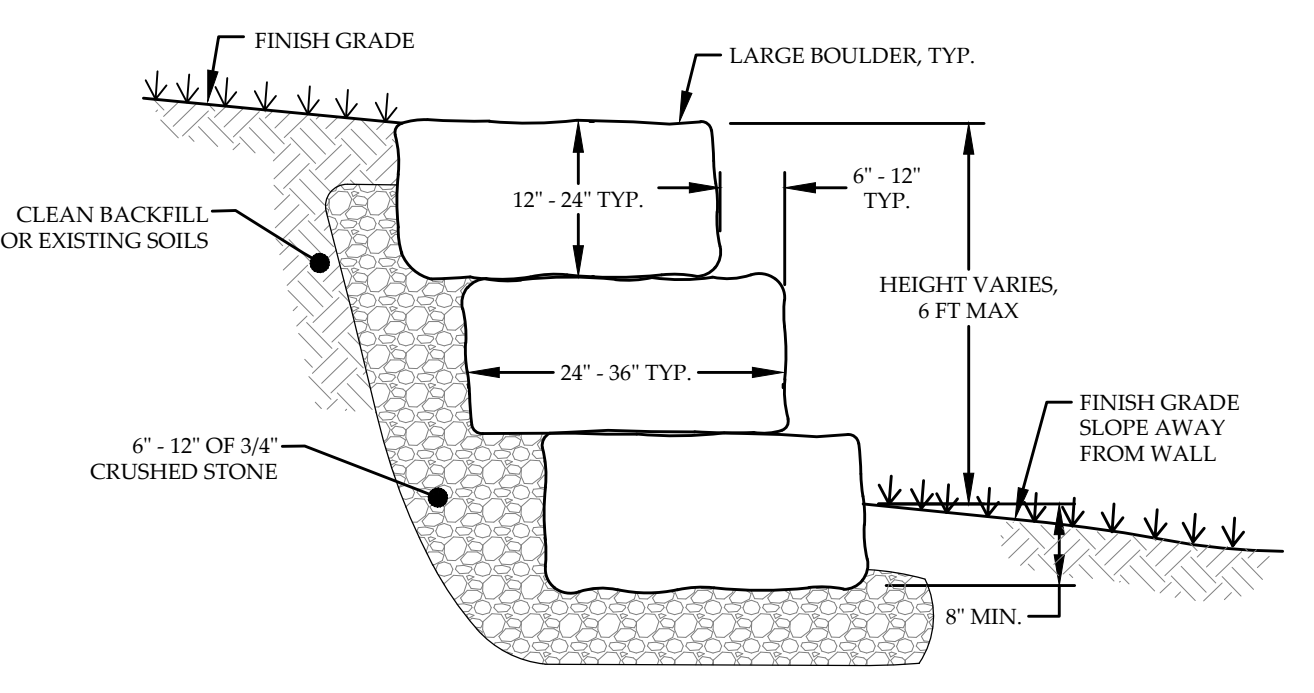 FINISH GRADE
LARGE BOULDER, TYP.
6" - 12"
TYP.
12" - 24" TYP.
CLEAN BACKFILL
OR EXISTING SOILS
HEIGHT VARIES,
6 FT MAX
24" - 36" TYP.
FINISH GRADE
SLOPE AWAY
FROM WALL
6" - 12" OF 3/4"
CRUSHED STONE
8" MIN.